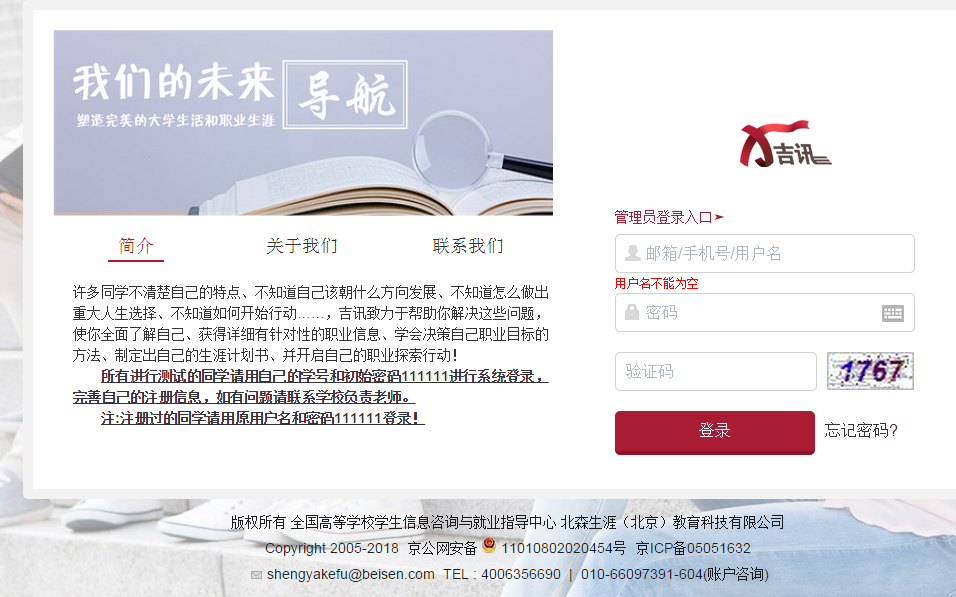 我们的未来 导航
塑造完美的大学生活和职业生涯
简介 关于我们 联系我们
许多同学不清楚自己的特点、不知道自己该朝什么方向发展、不知道怎么做出
重大人生选择、不知道如何开始行动……，吉讯致力于帮助你解决这些问题，
使你全面了解自己、获得详细有针对性的职业信息、学会决策自己职业目标的
方法、制定出自己的生涯计划书、并开启自己的职业探索行动！
所有进行测试的同学请用自己的学号和初始密码111111进行系统登录，
完善自己的注册信息，如有问题请联系学校负责老师。
注:注册过的同学请用原用户名和密码111111登录！
吉讯
管理员登录入口➤
邮箱/手机号/用户名
用户名不能为空
密码
验证码 1767
登录 忘记密码?
版权所有 全国高等学校学生信息咨询与就业指导中心 北森生涯（北京）教育科技有限公司
Copyright 2005-2018 京公网安备 11010802020454号 京ICP备05051632
shengyakefu@beisen.com TEL : 4006356690 | 010-66097391-604(账户咨询)